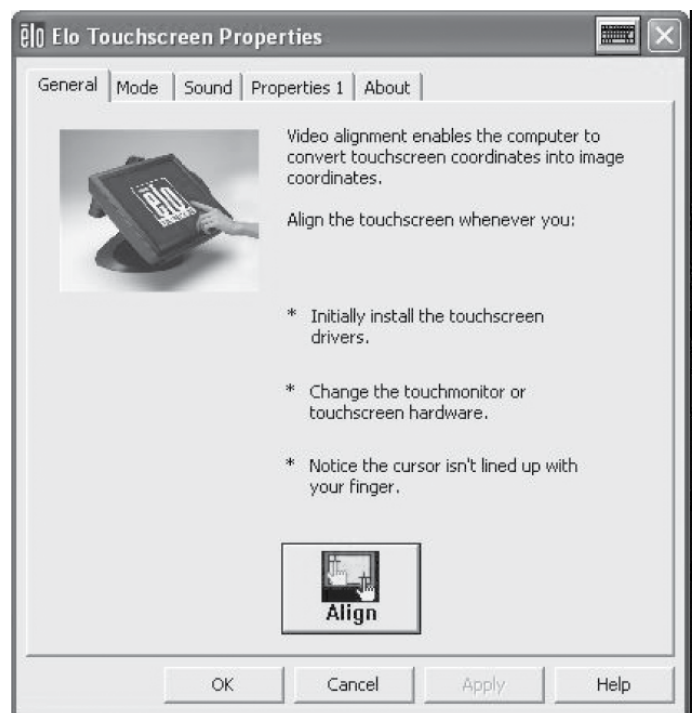 ēlo Elo Touchscreen Properties
General Mode Sound Properties 1 About
ēlo
Video alignment enables the computer to
convert touchscreen coordinates into image
coordinates.
Align the touchscreen whenever you:
* Initially install the touchscreen
drivers.
* Change the touchmonitor or
touchscreen hardware.
* Notice the cursor isn't lined up with
your finger.
Align
OK Cancel Apply Help